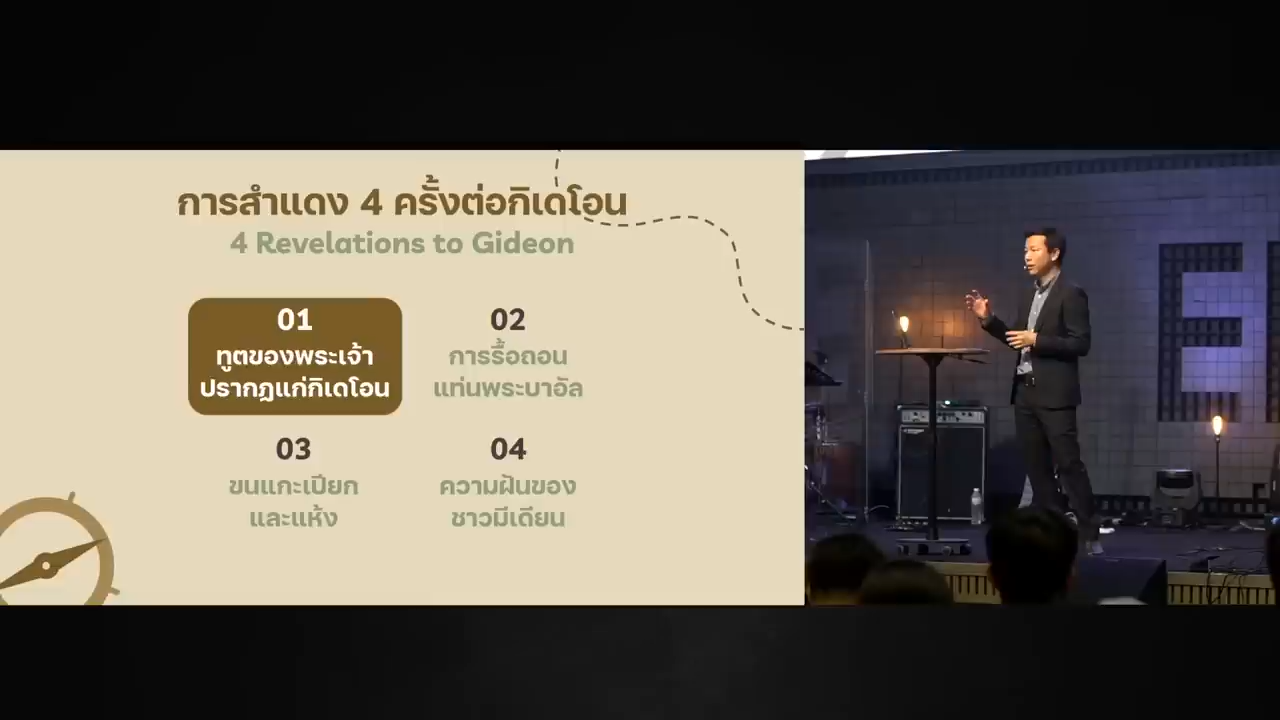 การสำแดง 4 ครั้งต่อกิเดโอน
4 Revelations to Gideon
01
ทูตของพระเจ้า
ปรากฏแก่กิเดโอน
02
การรื้อถอน
แท่นพระบาอัล
03
ขนแกะเปียก
และแห้ง
04
ความฝันของ
ชาวมีเดียน
E